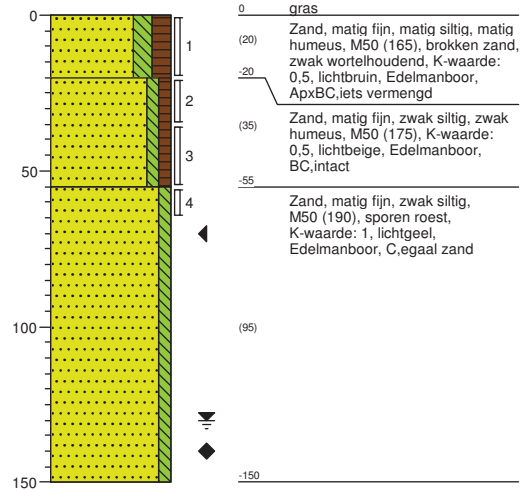 0
50
100
150
1
2
3
4
0
gras
(20)
Zand, matig fijn, matig siltig, matig
humeus, M50 (165), brokken zand,
zwak wortelhoudend, K-waarde:
0,5, lichtbruin, Edelmanboor,
ApxBC,iets vermengd
-20
(35)
Zand, matig fijn, zwak siltig, zwak
humeus, M50 (175), K-waarde:
0,5, lichtbeige, Edelmanboor,
BC,intact
-55
Zand, matig fijn, zwak siltig,
M50 (190), sporen roest,
K-waarde: 1, lichtgeel,
Edelmanboor, C,egaal zand
(95)
-150